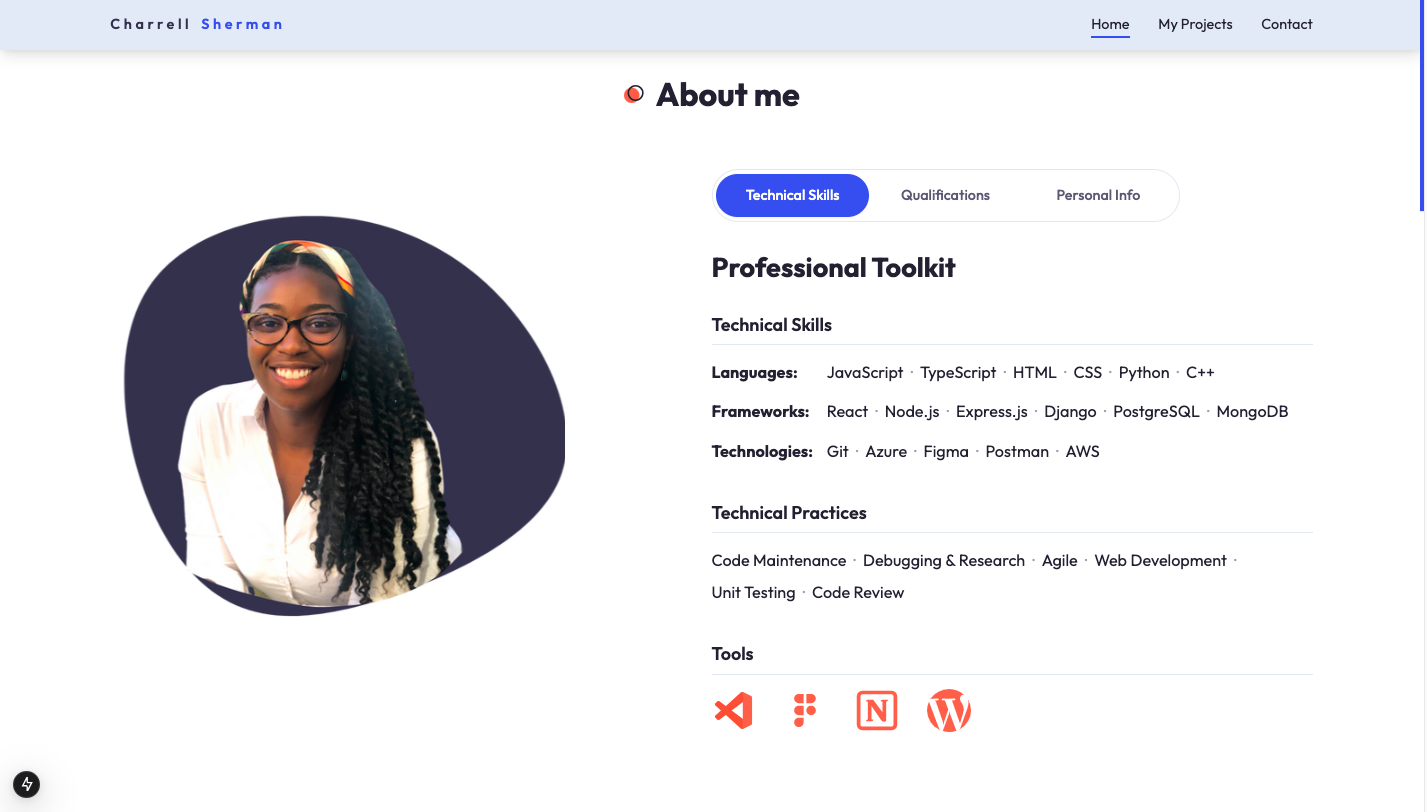 Charrell Sherman
Home My Projects Contact
About me
Technical Skills Qualifications Personal Info
Professional Toolkit
Technical Skills
Languages: JavaScript · TypeScript · HTML · CSS · Python · C++
Frameworks: React · Node.js · Express.js · Django · PostgreSQL · MongoDB
Technologies: Git · Azure · Figma · Postman · AWS
Technical Practices
Code Maintenance · Debugging & Research · Agile · Web Development ·
Unit Testing · Code Review
Tools